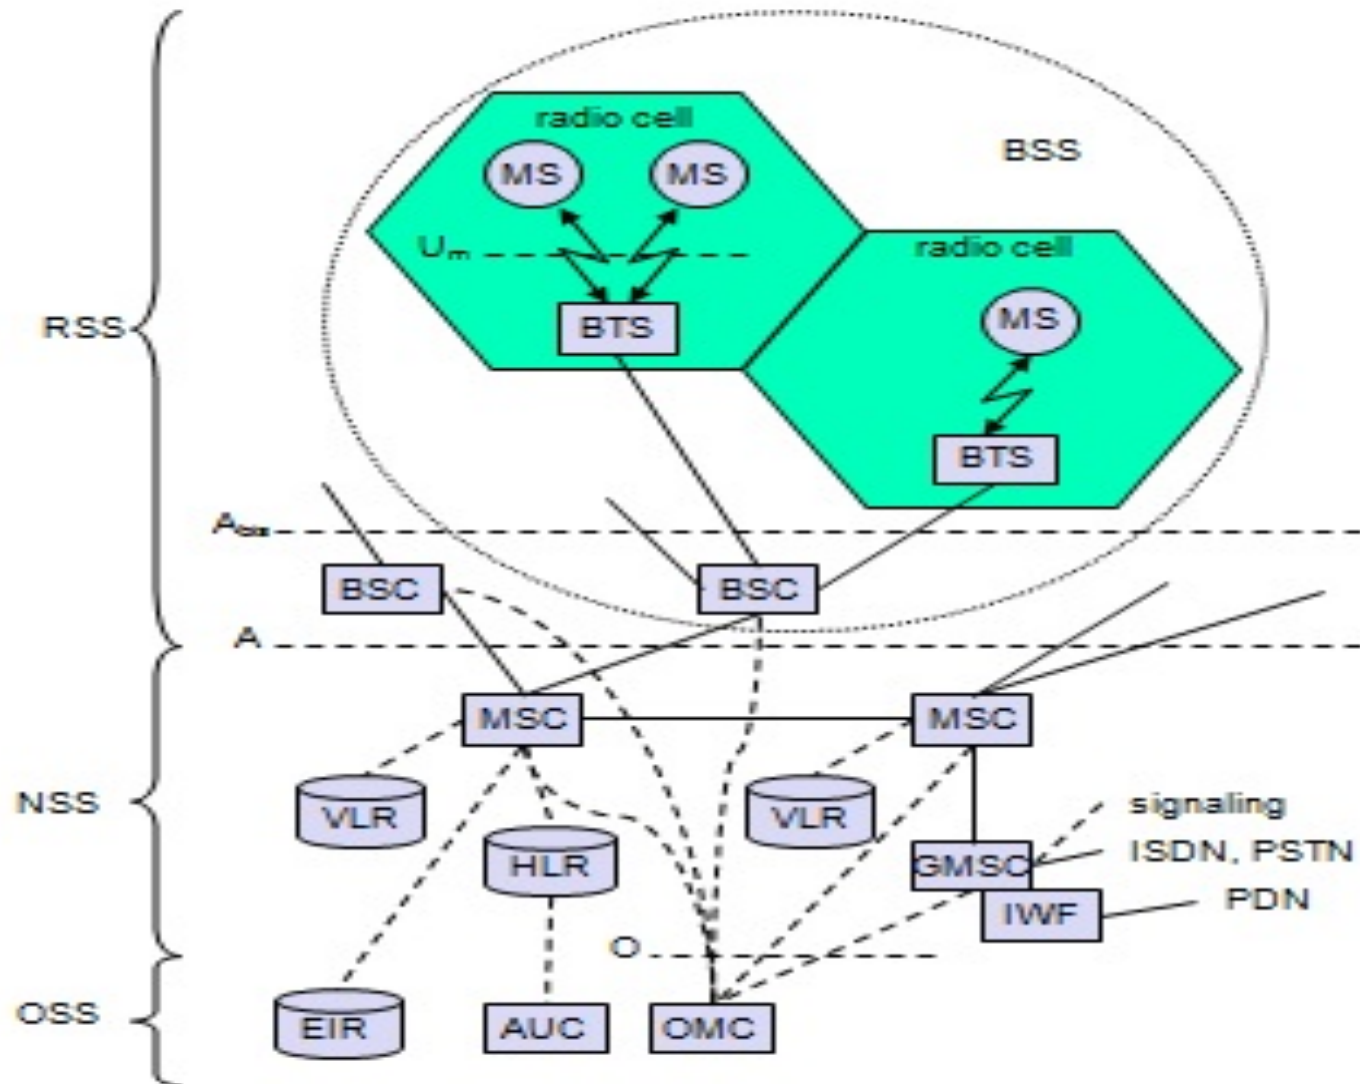 radio cell
MS
MS
BSS
Um
radio cell
BTS
MS
RSS
BTS
Abis
BSC
BSC
A
MSC
MSC
NSS
VLR
VLR
signaling
HLR
GMSC
ISDN, PSTN
IWF
PDN
O
OSS
EIR
AUC
OMC